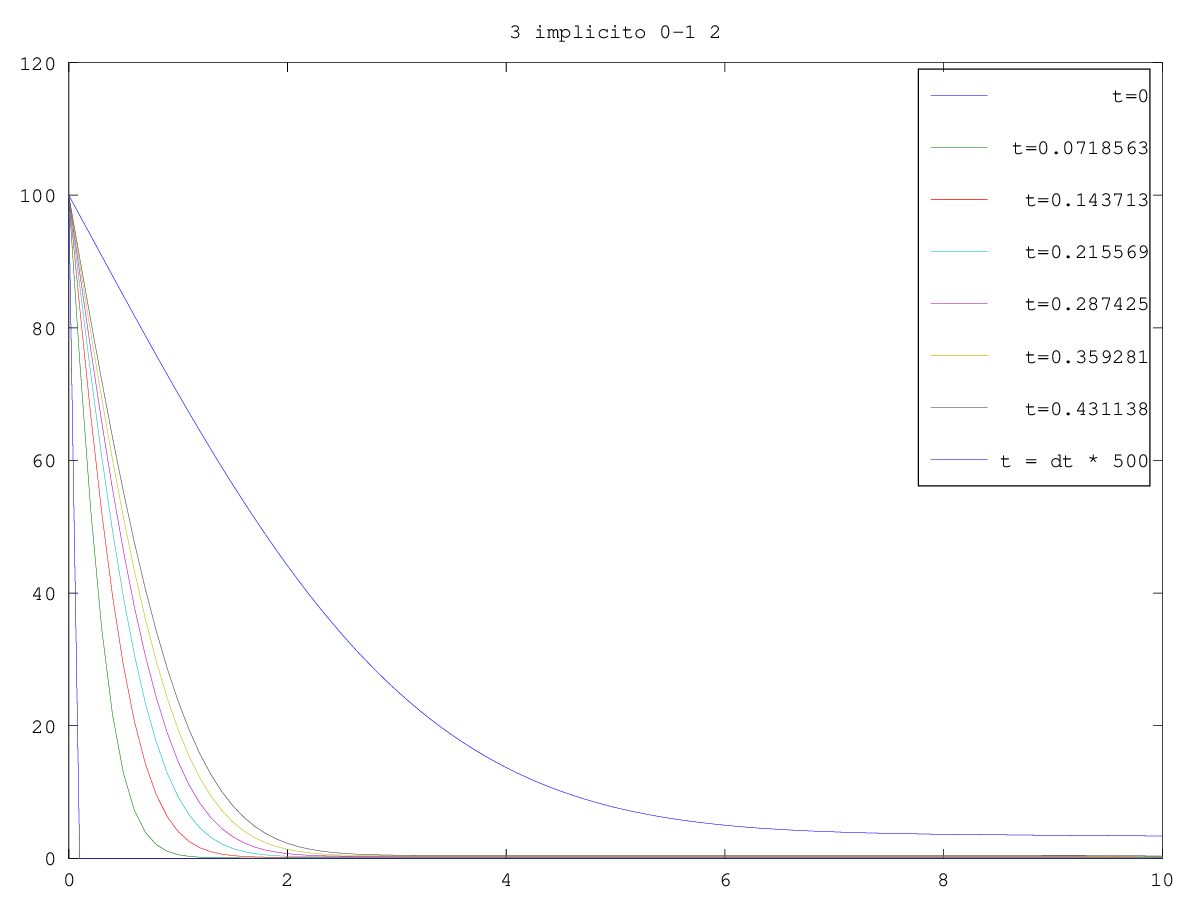 3 implicito 0-1 2
120
100
80
60
40
20
0
0 2 4 6 8 10
t=0
t=0.0718563
t=0.143713
t=0.215569
t=0.287425
t=0.359281
t=0.431138
t = dt * 500